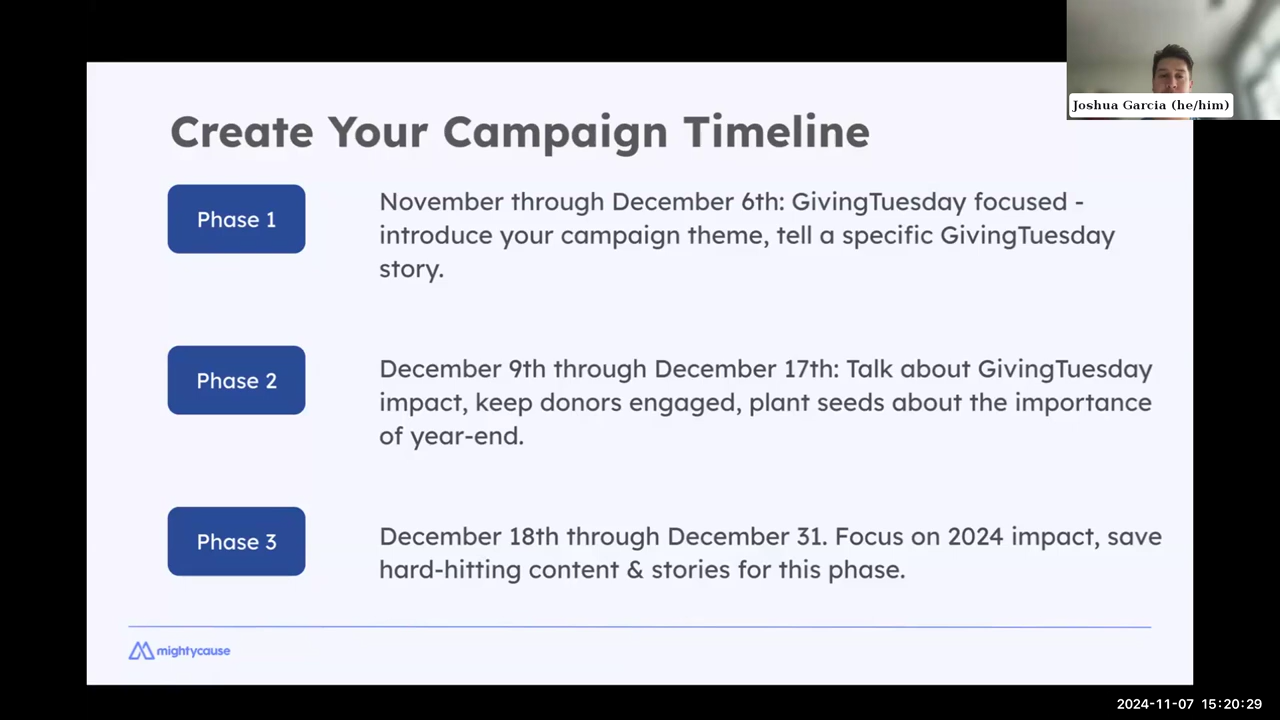 Joshua Garcia (he/him)
Create Your Campaign Timeline
Phase 1
November through December 6th: GivingTuesday focused -
introduce your campaign theme, tell a specific GivingTuesday
story.
Phase 2
December 9th through December 17th: Talk about GivingTuesday
impact, keep donors engaged, plant seeds about the importance
of year-end.
Phase 3
December 18th through December 31. Focus on 2024 impact, save
hard-hitting content & stories for this phase.
mightycause
2024-11-07 15:20:29